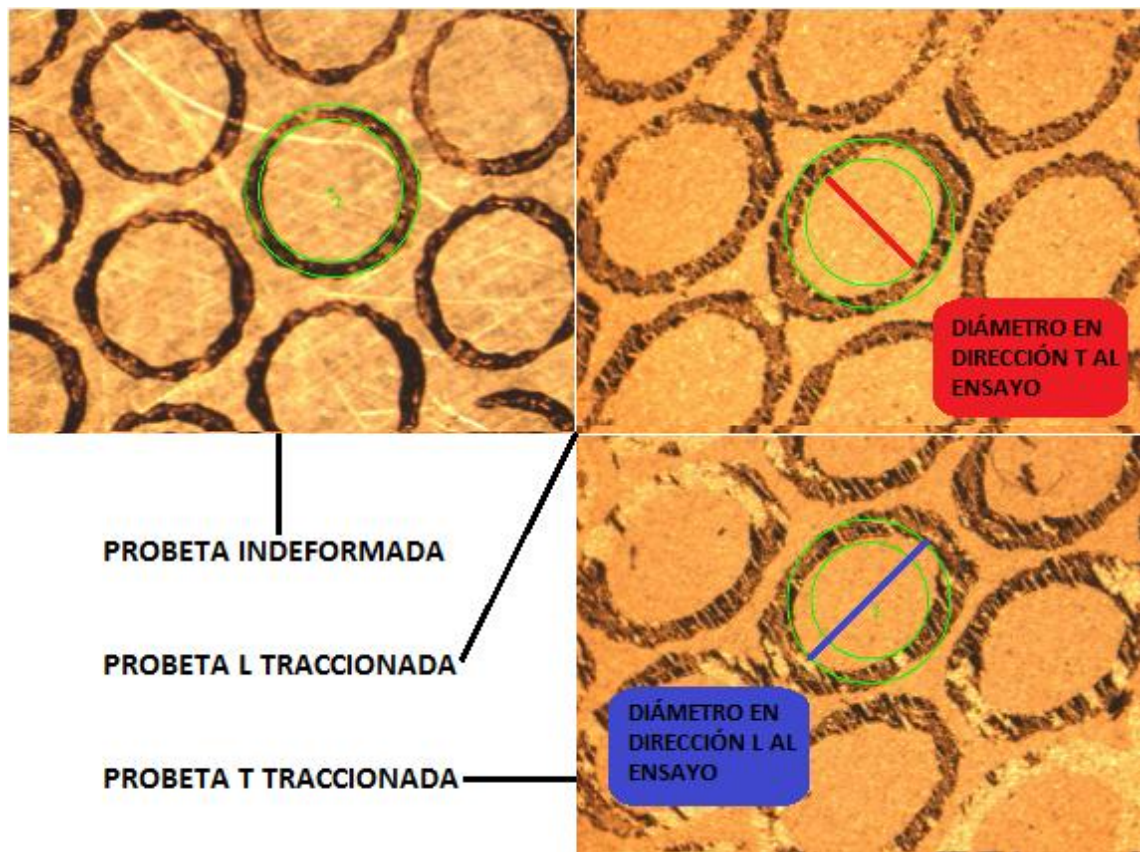 DIÁMETRO EN
DIRECCIÓN T AL
ENSAYO
PROBETA INDEFORMADA
PROBETA L TRACCIONADA
PROBETA T TRACCIONADA
DIÁMETRO EN
DIRECCIÓN L AL
ENSAYO